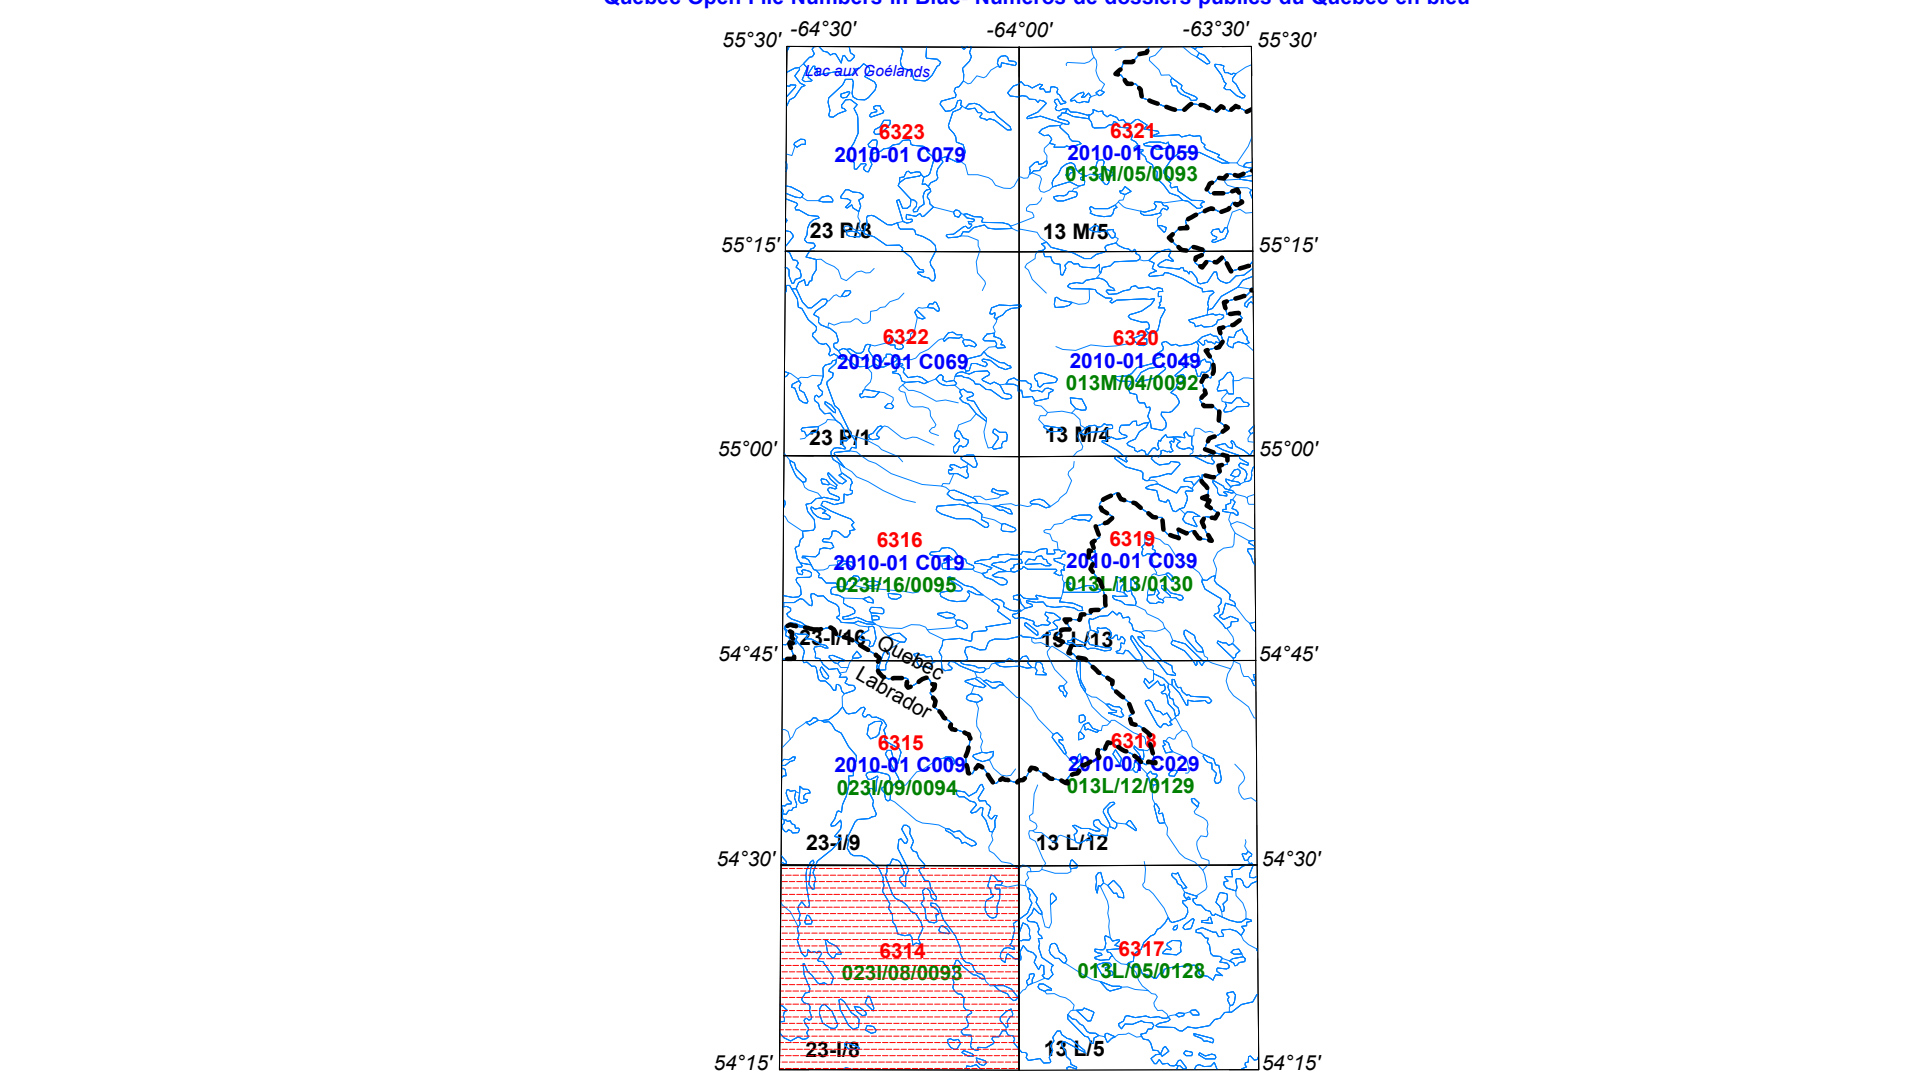 Quebec Open File Numbers in Blue- Numéros de dossiers publics du Québec en bleu
-64°30' -64°00' -63°30'
55°30' 55°30'
Lac aux Goélands
6323
2010-01 C079
23 P/8
6321
2010-01 C059
013M/05/0093
13 M/5
55°15' 55°15'
6322
2010-01 C069
23 P/1
6320
2010-01 C049
013M/04/0092
13 M/4
55°00' 55°00'
6316
2010-01 C019
023I/16/0095
23-I/16
6319
2010-01 C039
013L/13/0130
13 L/13
Quebec
54°45' 54°45'
Labrador
6315
2010-01 C009
023I/09/0094
23-I/9
6318
2010-01 C029
013L/12/0129
13 L/12
54°30' 54°30'
6314
023I/08/0093
23-I/8
6317
013L/05/0128
13 L/5
54°15' 54°15'